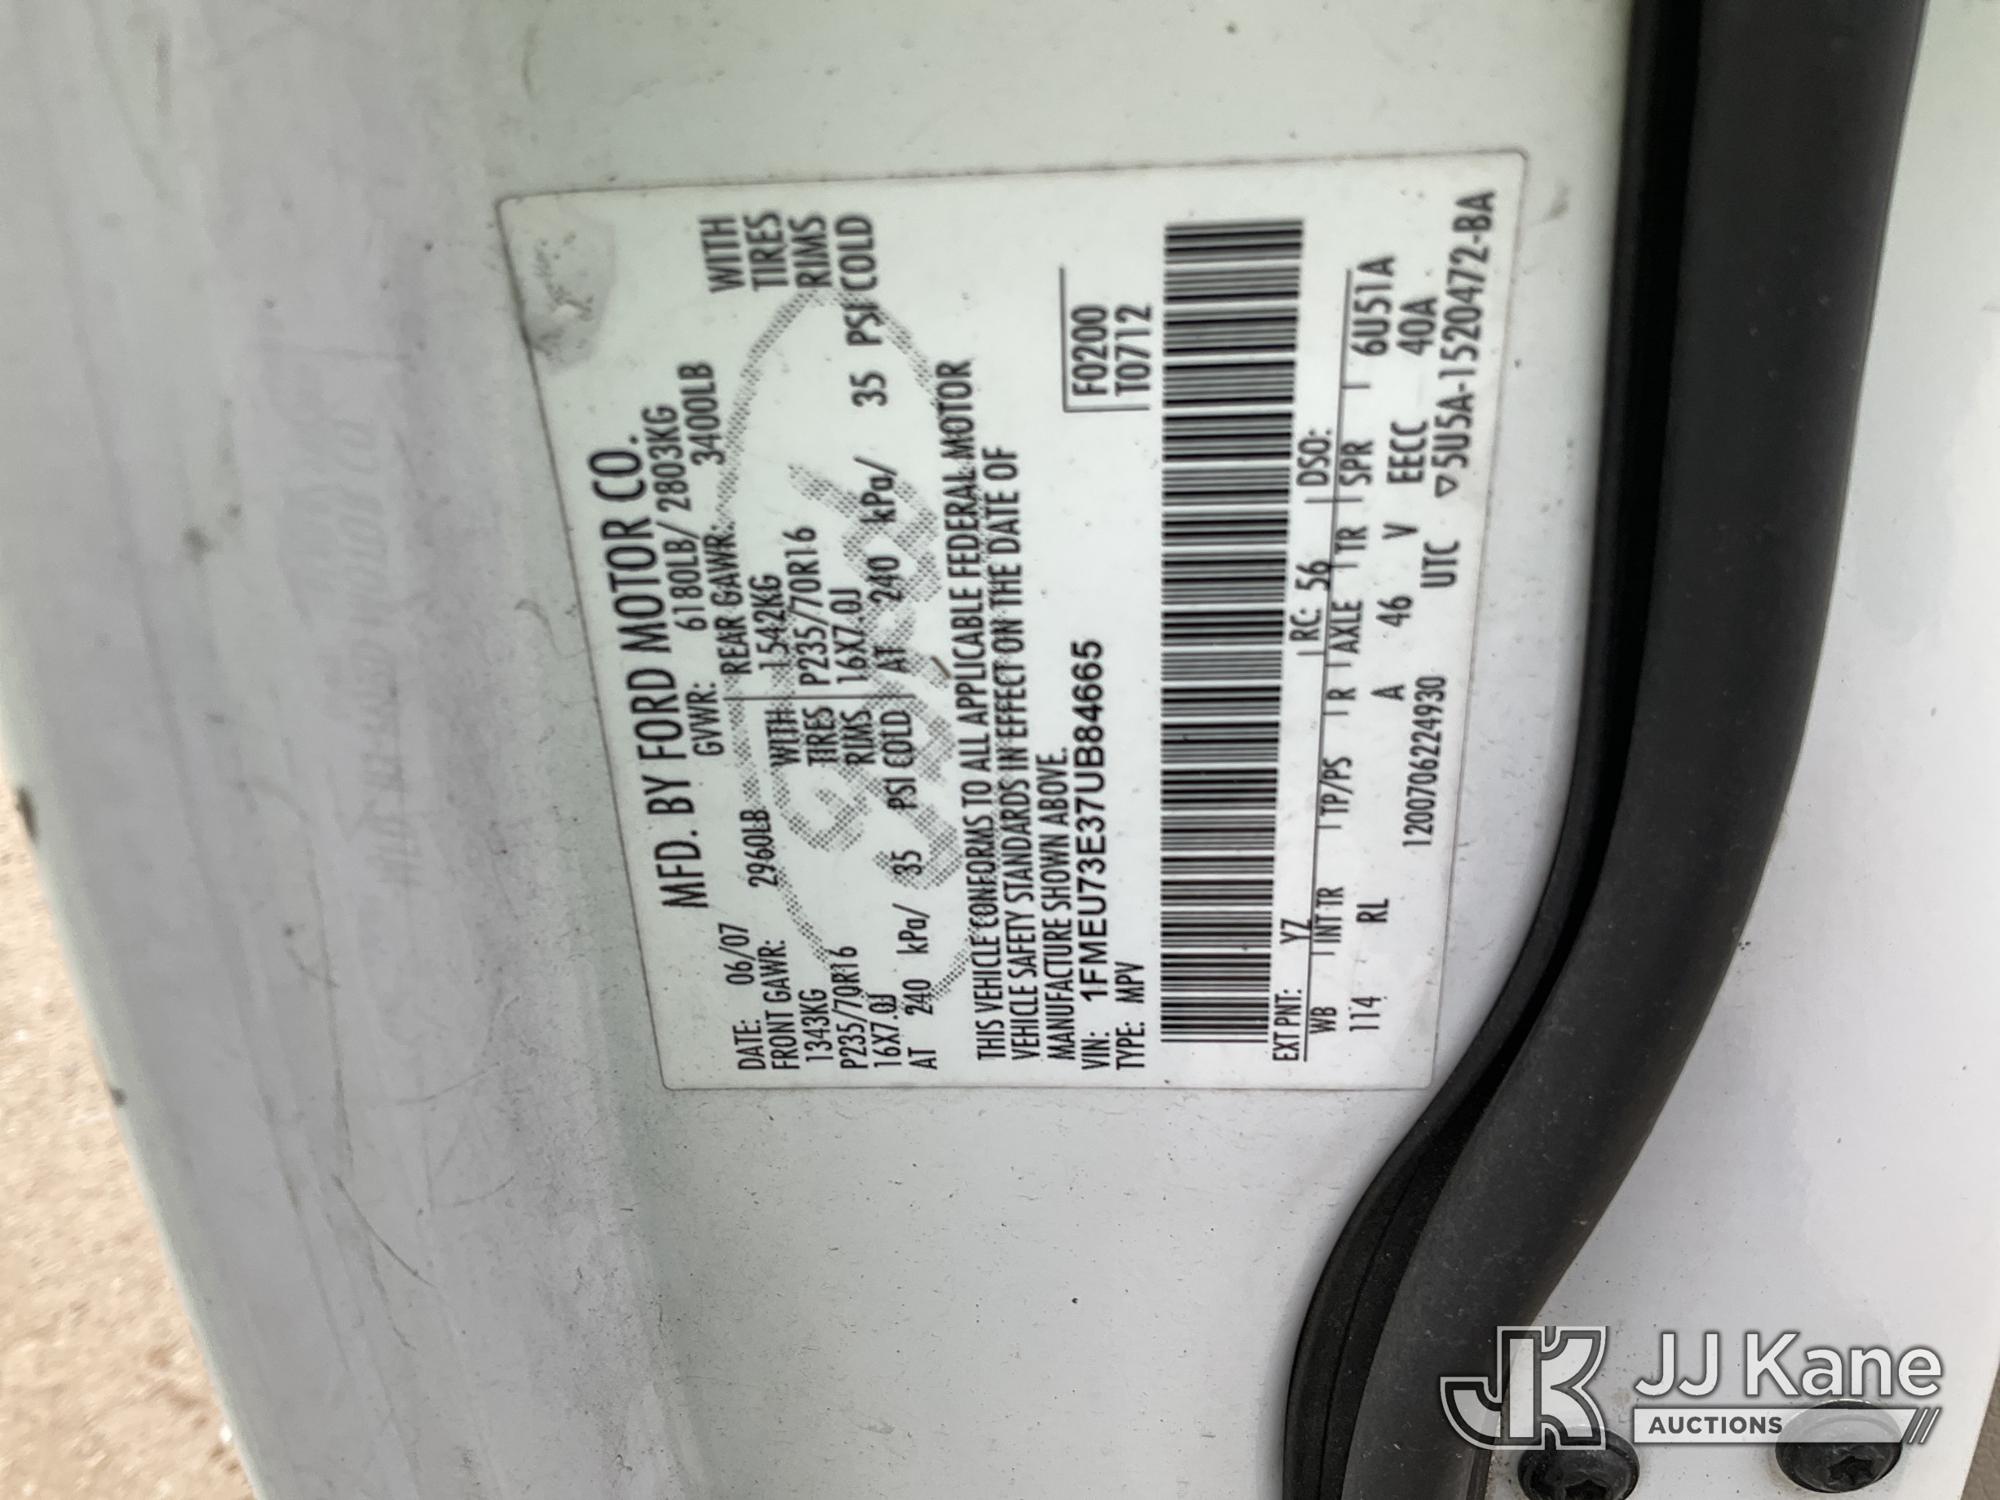 MFD. BY FORD MOTOR CO.
DATE: 06/07 GVWR: 6180LB/ 2803KG
FRONT GAWR: 2960LB REAR GAWR: 3400LB
1343KG WITH 1542KG WITH
P235/70R16 TIRES P235/70R16 TIRES
16X7.0J RIMS 16X7.0J RIMS
AT 240 kPa/ 35 PSI COLD AT 240 kPa/ 35 PSI COLD
THIS VEHICLE CONFORMS TO ALL APPLICABLE FEDERAL MOTOR
VEHICLE SAFETY STANDARDS IN EFFECT ON THE DATE OF
MANUFACTURE SHOWN ABOVE.
VIN: 1FMEU73E37UB84665 F0200
TYPE: MPV T0712
EXT PNT: YZ RC: 56 DSO:
WB INT TR TP/PS R AXLE TR SPR 6U51A
114 RL A 46 V EECC 40A
12007062249​30 UTC ▽5U5A-1520472-BA
JK JJ Kane
AUCTIONS